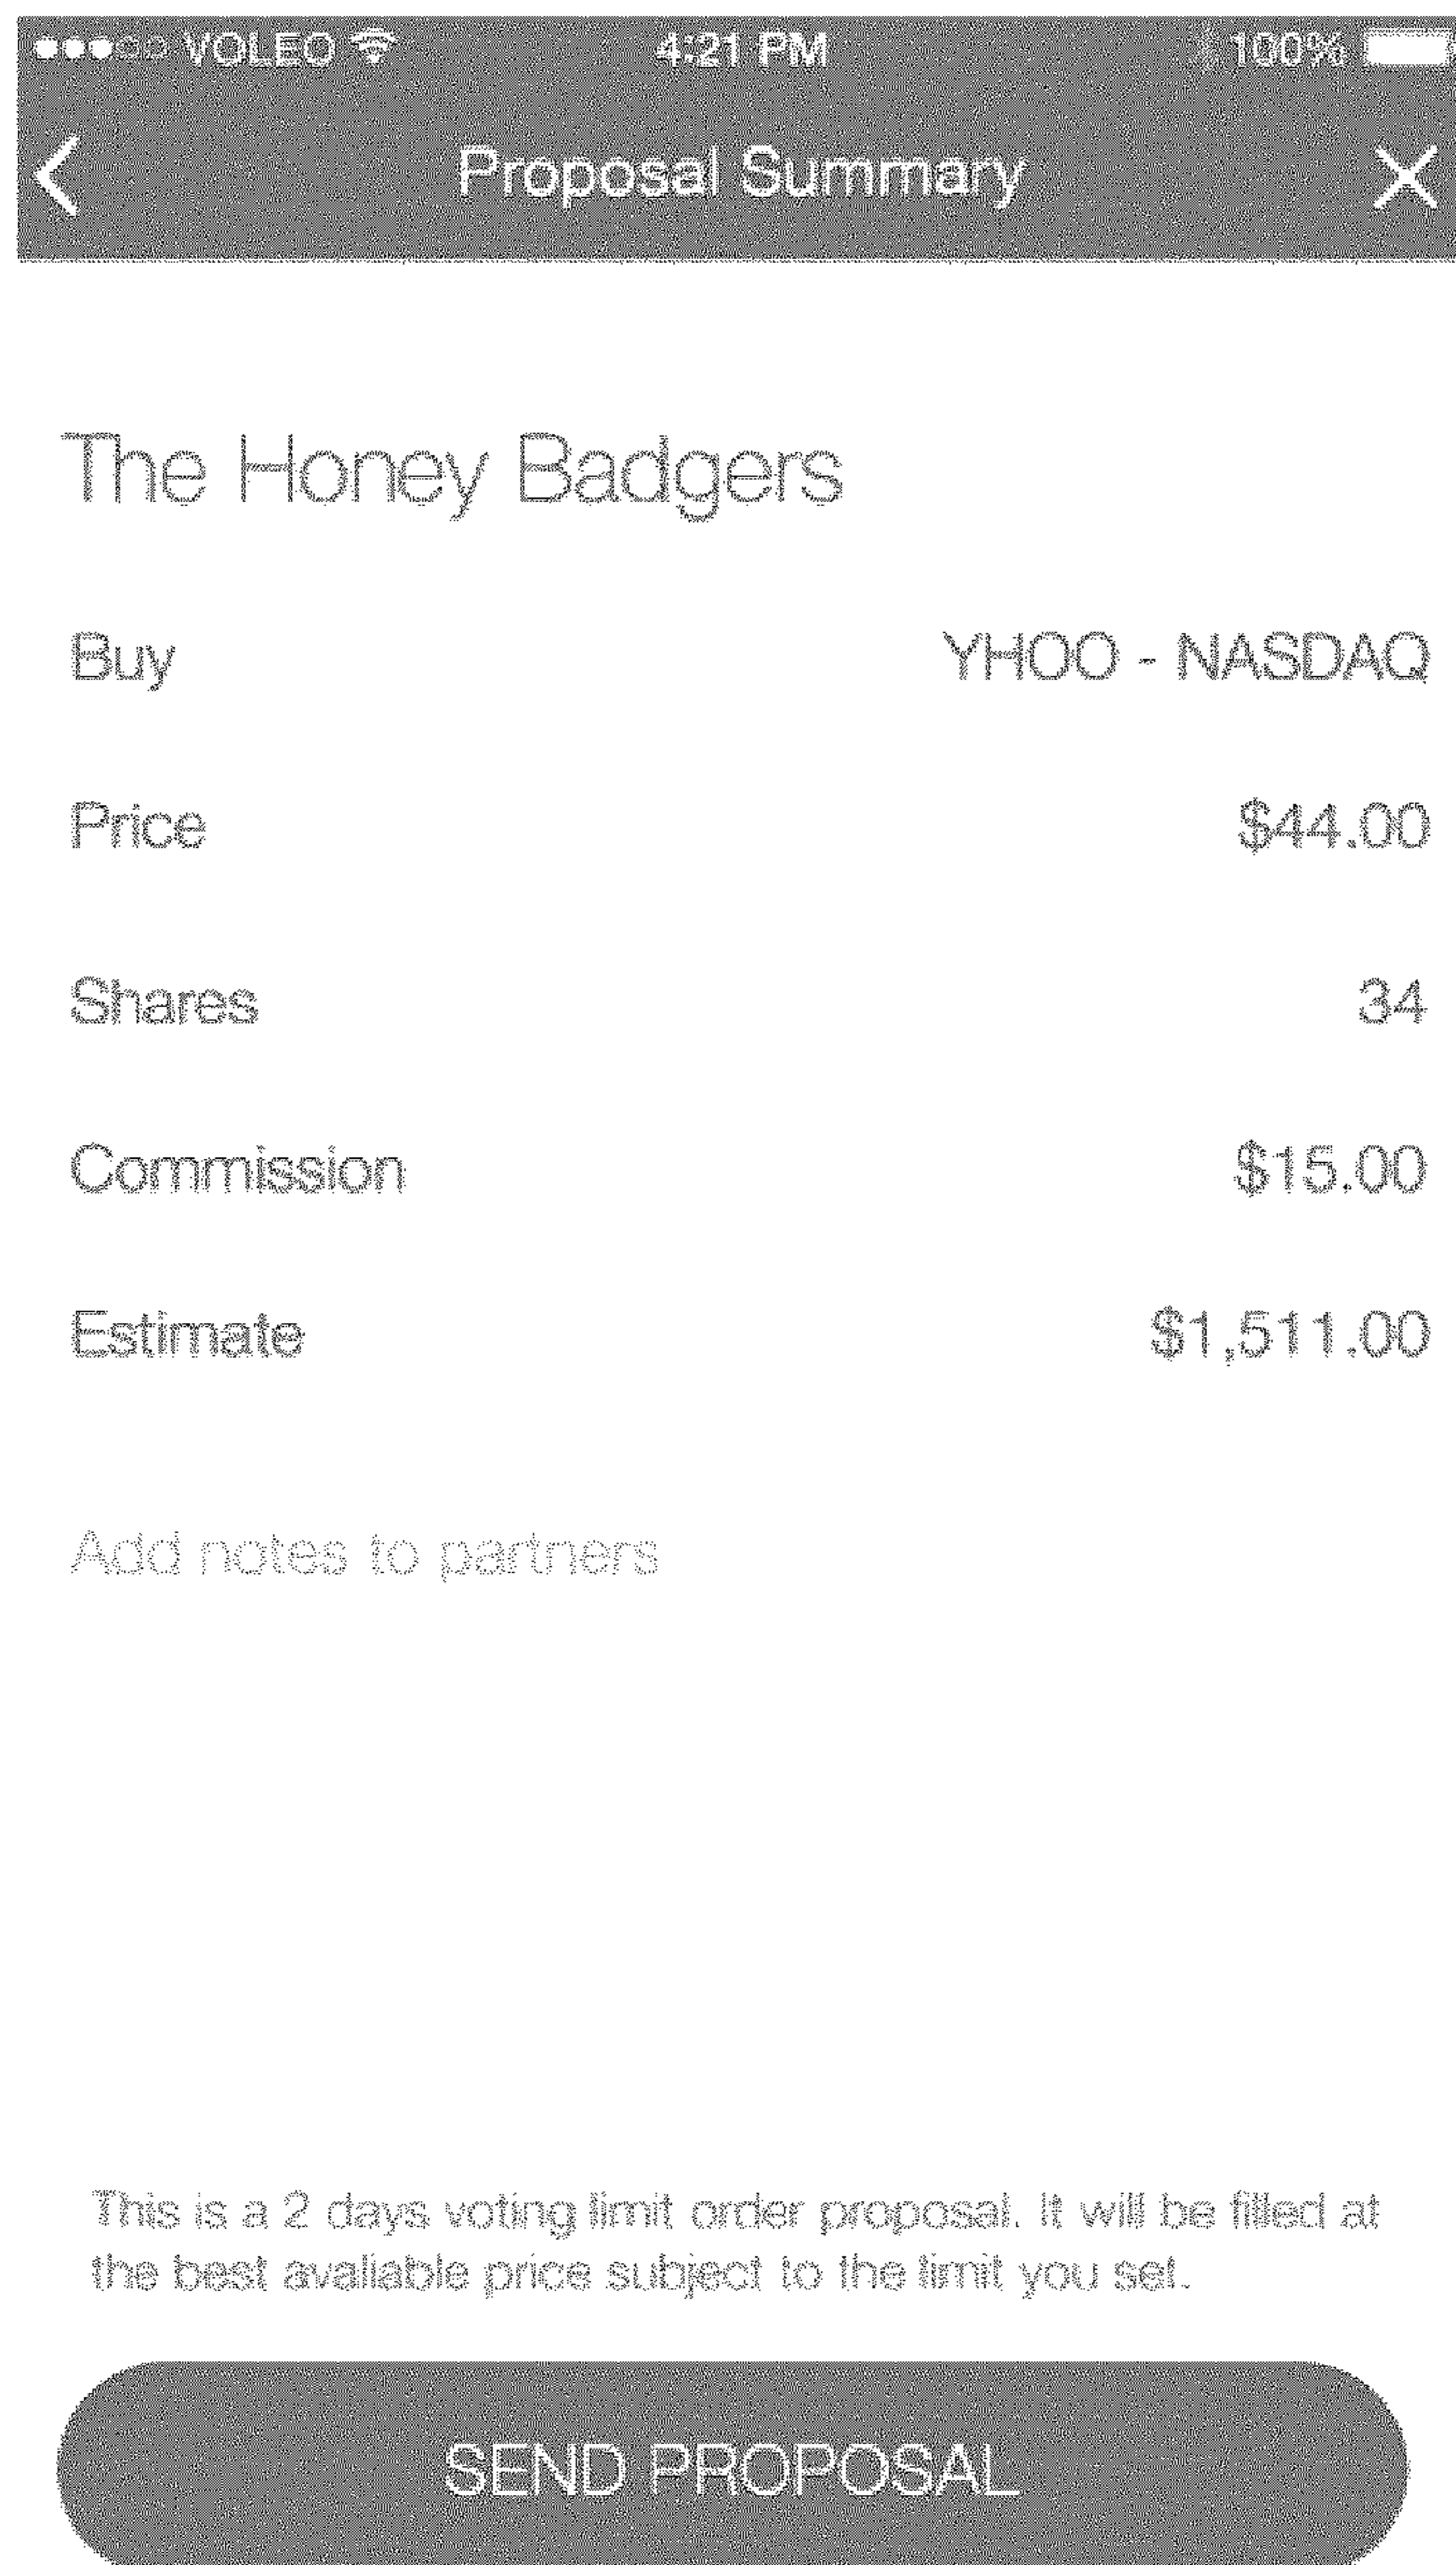 VOLEO 4:21 PM 100%
Proposal Summary
The Honey Badgers
Buy YHOO - NASDAQ
Price $44.00
Shares 34
Commission $15.00
Estimate $1,511.00
Add notes to partners
This is a 2 days voting limit order proposal. It will be filled at
the best available price subject to the limit you set.
SEND PROPOSAL